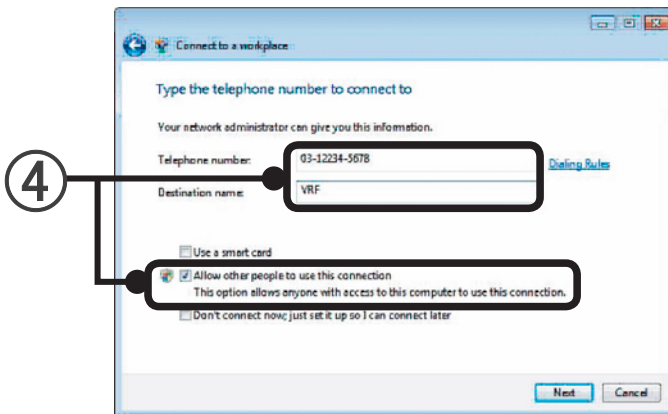 Connect to a workplace
Type the telephone number to connect to
Your network administrator can give you this information.
Telephone number: 03-12234-5678 Dialing Rules
④ Destination name: VRF
Use a smart card
Allow other people to use this connection
This option allows anyone with access to this computer to use this connection.
Don't connect now; just set it up so I can connect later
Next Cancel